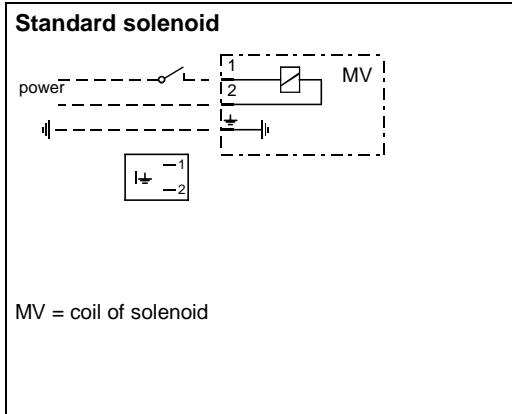 Standard solenoid
1
MV
power
2
1
2
MV = coil of solenoid